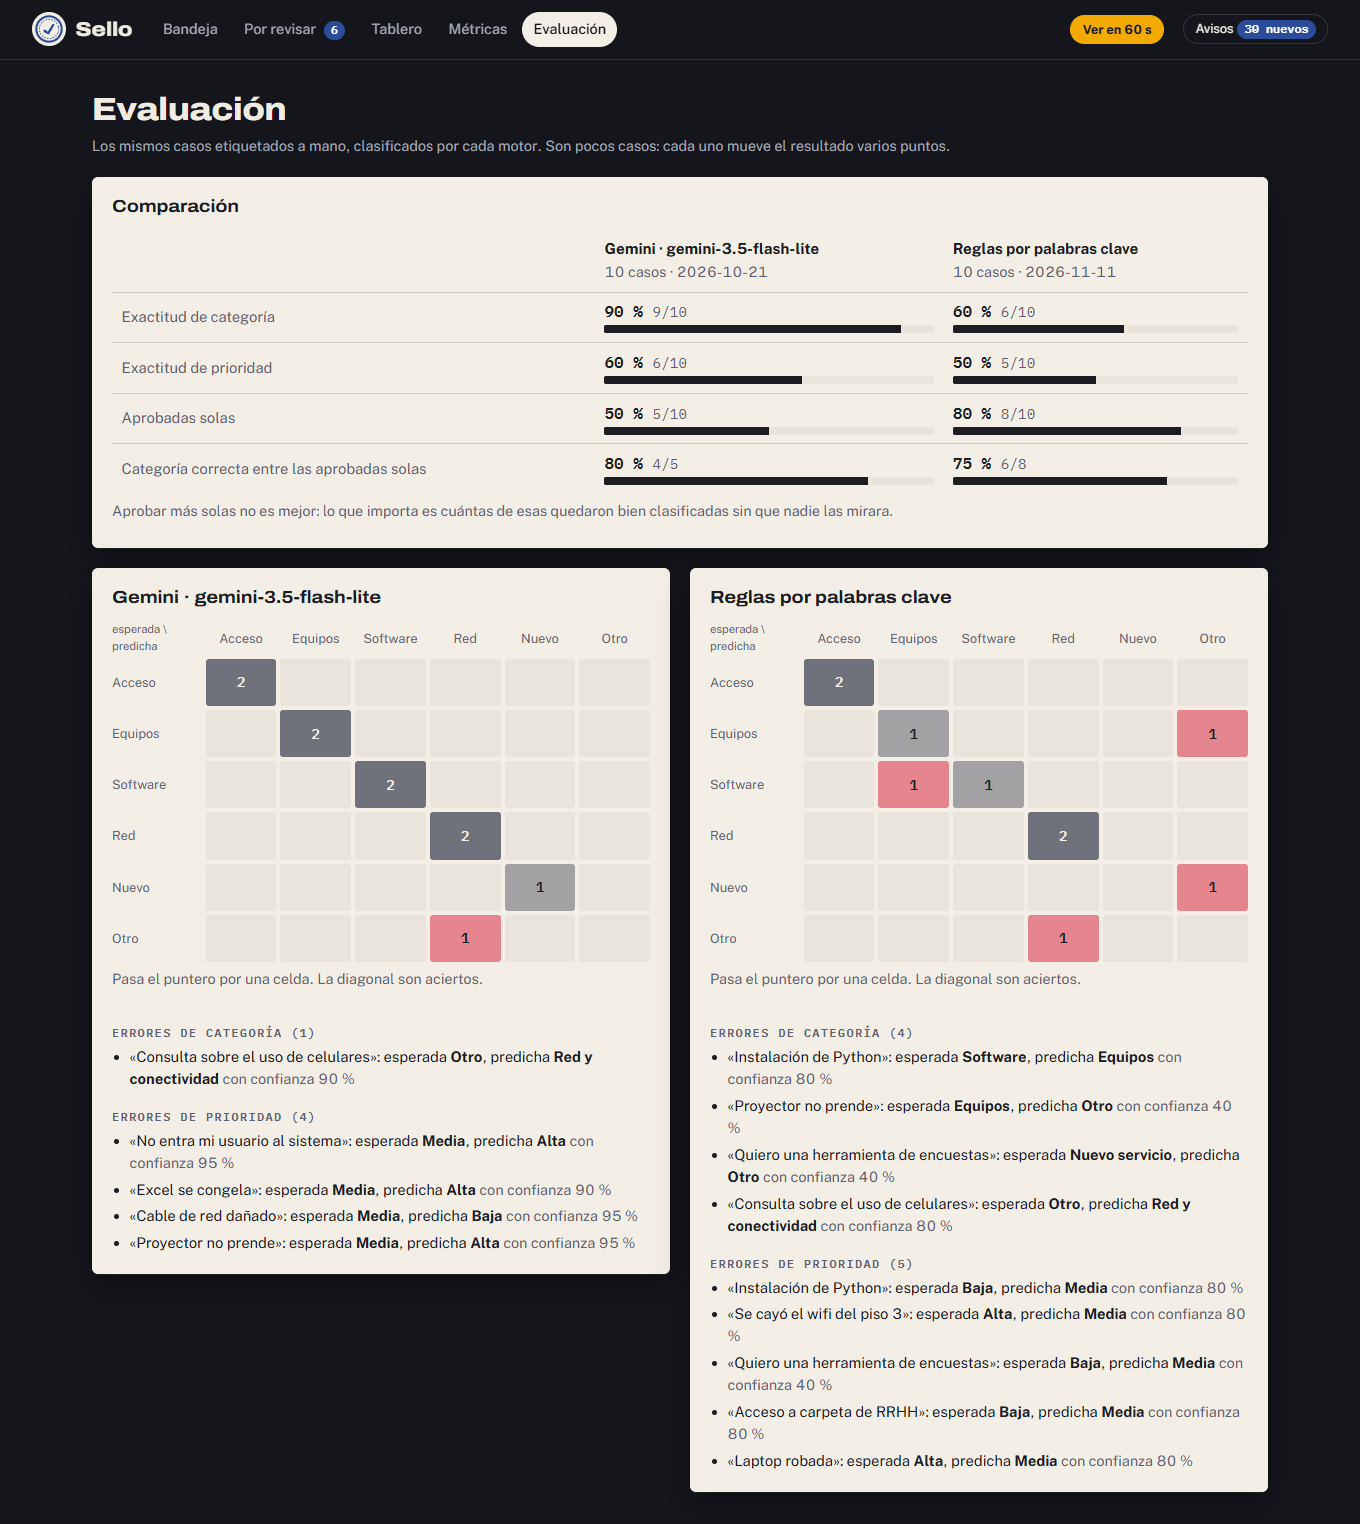 Sello
Bandeja
Por revisar 6
Tablero
Métricas
Evaluación
Ver en 60 s
Avisos 30 nuevos
Evaluación
Los mismos casos etiquetados a mano, clasificados por cada motor. Son pocos casos: cada uno mueve el resultado varios puntos.
Comparación
Gemini · gemini-3.5-flash-lite
10 casos · 2026-10-21
Reglas por palabras clave
10 casos · 2026-11-11
Exactitud de categoría
90 % 9/10
60 % 6/10
Exactitud de prioridad
60 % 6/10
50 % 5/10
Aprobadas solas
50 % 5/10
80 % 8/10
Categoría correcta entre las aprobadas solas
80 % 4/5
75 % 6/8
Aprobar más solas no es mejor: lo que importa es cuántas de esas quedaron bien clasificadas sin que nadie las mirara.
Gemini · gemini-3.5-flash-lite
esperada \
predicha
Acceso Equipos Software Red Nuevo Otro
Acceso 2
Equipos 2
Software 2
Red 2
Nuevo 1
Otro 1
Pasa el puntero por una celda. La diagonal son aciertos.
ERRORES DE CATEGORÍA (1)
• «Consulta sobre el uso de celulares»: esperada Otro, predicha Red y
conectividad con confianza 90 %
ERRORES DE PRIORIDAD (4)
• «No entra mi usuario al sistema»: esperada Media, predicha Alta con
confianza 95 %
• «Excel se congela»: esperada Media, predicha Alta con confianza 90 %
• «Cable de red dañado»: esperada Media, predicha Baja con confianza 95 %
• «Proyector no prende»: esperada Media, predicha Alta con confianza 95 %
Reglas por palabras clave
esperada \
predicha
Acceso Equipos Software Red Nuevo Otro
Acceso 2
Equipos 1 1
Software 1 1
Red 2
Nuevo 1
Otro 1
Pasa el puntero por una celda. La diagonal son aciertos.
ERRORES DE CATEGORÍA (4)
• «Instalación de Python»: esperada Software, predicha Equipos con
confianza 80 %
• «Proyector no prende»: esperada Equipos, predicha Otro con confianza 40
%
• «Quiero una herramienta de encuestas»: esperada Nuevo servicio, predicha
Otro con confianza 40 %
• «Consulta sobre el uso de celulares»: esperada Otro, predicha Red y
conectividad con confianza 80 %
ERRORES DE PRIORIDAD (5)
• «Instalación de Python»: esperada Baja, predicha Media con confianza 80 %
• «Se cayó el wifi del piso 3»: esperada Alta, predicha Media con confianza 80
%
• «Quiero una herramienta de encuestas»: esperada Baja, predicha Media con
confianza 40 %
• «Acceso a carpeta de RRHH»: esperada Baja, predicha Media con confianza
80 %
• «Laptop robada»: esperada Alta, predicha Media con confianza 80 %